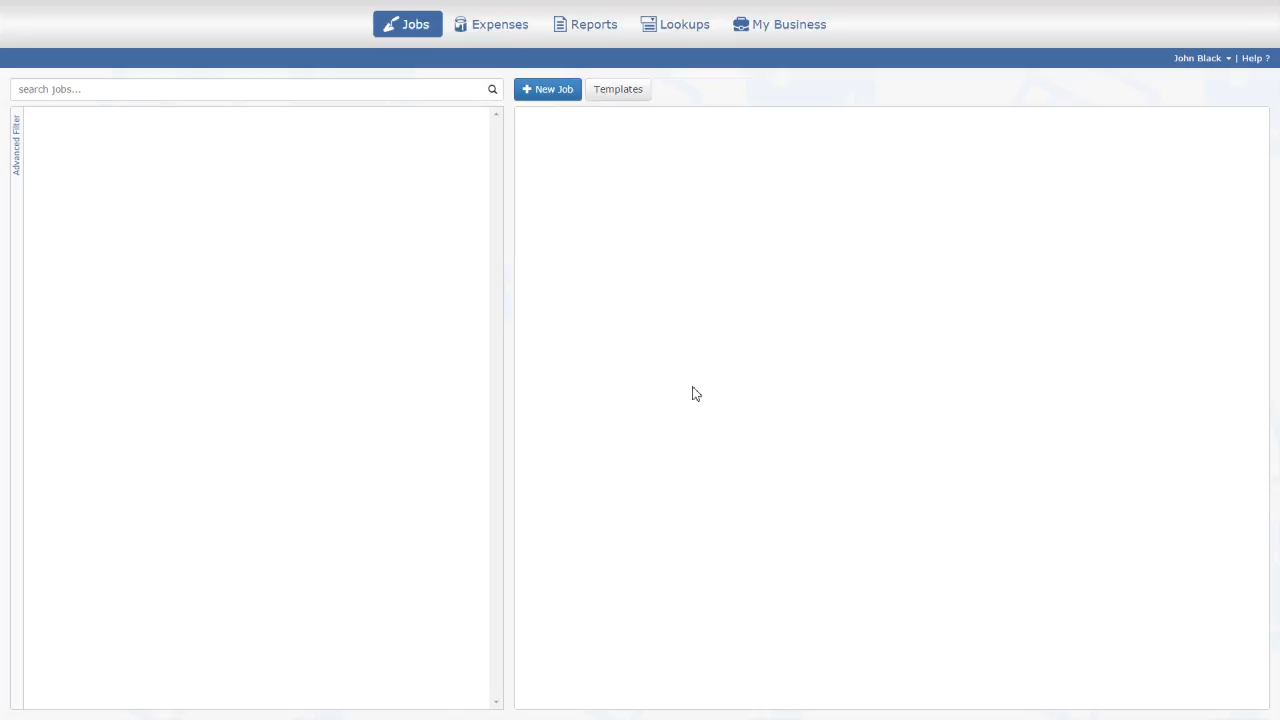 Jobs Expenses Reports Lookups My Business
John Black | Help ?
search jobs... New Job Templates
Advanced Filter